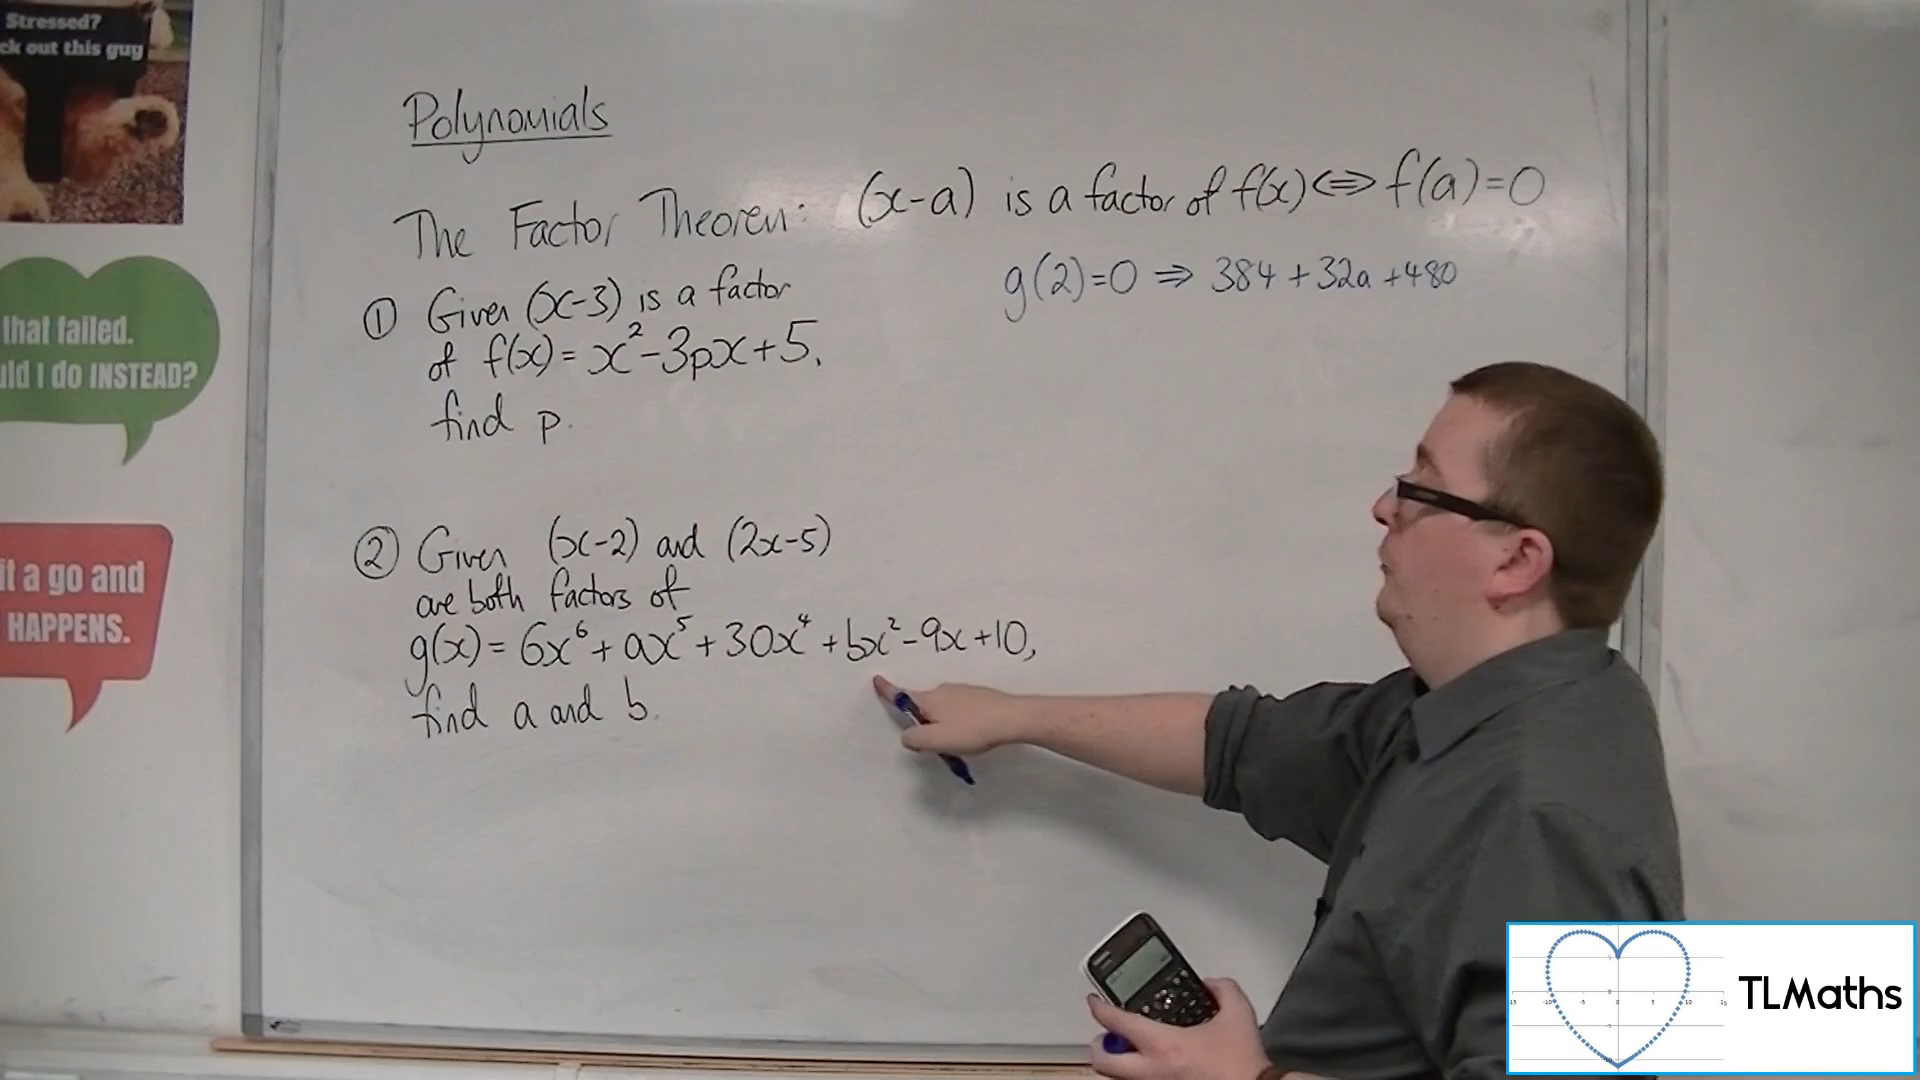 Stressed?
ck out this guy
Polynomials
The Factor Theorem: (x-a) is a factor of f(x) ⇔ f(a)=0
g(2)=0 ⇒ 384 + 32a + 480
① Given (x-3) is a factor
of f(x) = x² - 3px + 5,
find p.
that failed.
uld I do INSTEAD?
② Given (x-2) and (2x-5)
are both factors of
g(x) = 6x⁶ + ax⁵ + 30x⁴ + bx² - 9x + 10,
find a and b.
it a go and
HAPPENS.
TLMaths